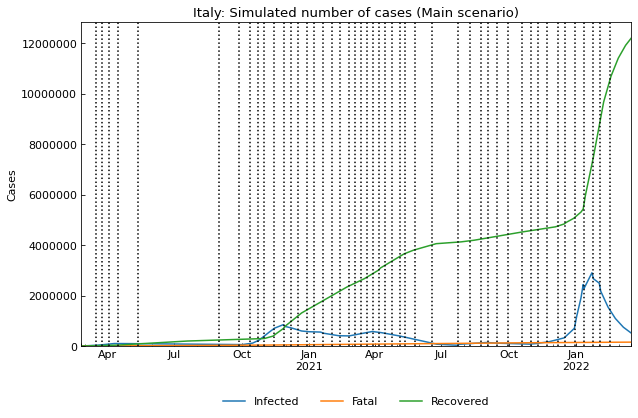 Italy: Simulated number of cases (Main scenario)
12000000
10000000
8000000
6000000
4000000
2000000
0
Cases
Apr Jul Oct Jan Apr Jul Oct Jan
2021 2022
Infected Fatal Recovered